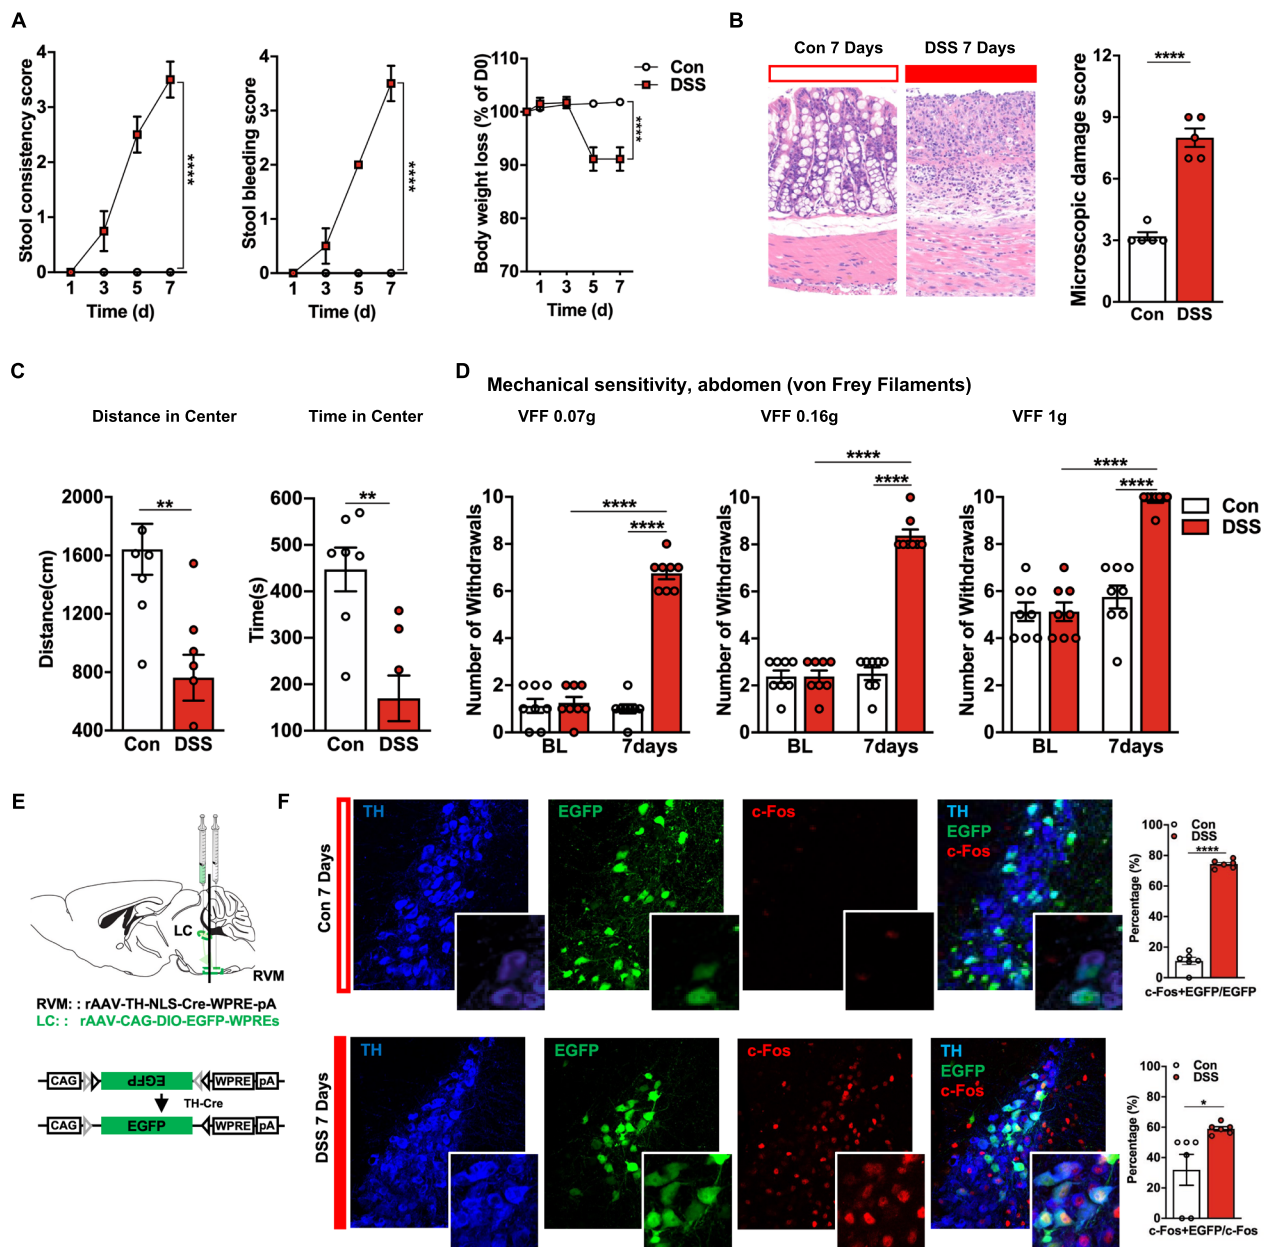 A
Stool consistency score
4
3
2
1
0
1 3 5 7
Time (d)
****
Stool bleeding score
4
3
2
1
0
1 3 5 7
Time (d)
****
Body weight loss (% of D0)
110
100
90
80
70
1 3 5 7
Time (d)
****
Con
DSS
B
Con 7 Days
DSS 7 Days
Microscopic damage score
12
9
6
3
0
****
Con DSS
C
Distance in Center
Distance(cm)
2000
1600
1200
800
400
**
Con DSS
Time in Center
Time(s)
600
500
400
300
200
100
**
Con DSS
D
Mechanical sensitivity, abdomen (von Frey Filaments)
VFF 0.07g
Number of Withdrawals
10
8
6
4
2
0
****
****
BL 7days
VFF 0.16g
Number of Withdrawals
10
8
6
4
2
0
****
****
BL 7days
VFF 1g
Number of Withdrawals
10
8
6
4
2
0
****
****
BL 7days
Con
DSS
E
LC
RVM
RVM: : rAAV-TH-NLS-Cre-WPRE-pA
LC: : rAAV-CAG-DIO-EGFP-WPREs
CAG EGFP WPRE pA
TH-Cre
CAG EGFP WPRE pA
F
Con 7 Days
TH
EGFP
c-Fos
TH
EGFP
c-Fos
Percentage (%)
100
80
60
40
20
0
Con
DSS
****
c-Fos+EGFP/EGFP
DSS 7 Days
TH
EGFP
c-Fos
TH
EGFP
c-Fos
Percentage (%)
100
80
60
40
20
0
Con
DSS
*
c-Fos+EGFP/c-Fos